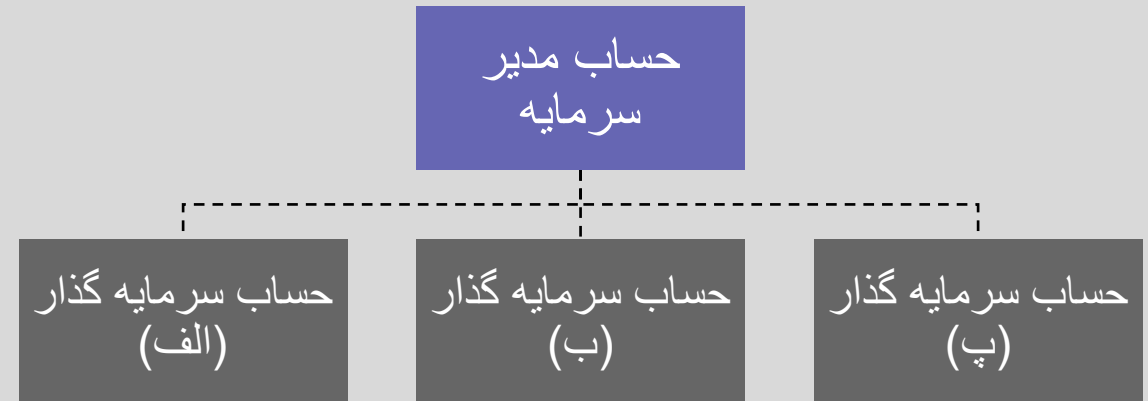 حساب مدیر
سرمایه
حساب سرمایه گذار
(الف)
حساب سرمایه گذار
(ب)
حساب سرمایه گذار
(پ)